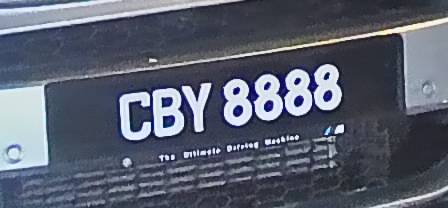 CBY 8888
The Ultimate Driving Machine